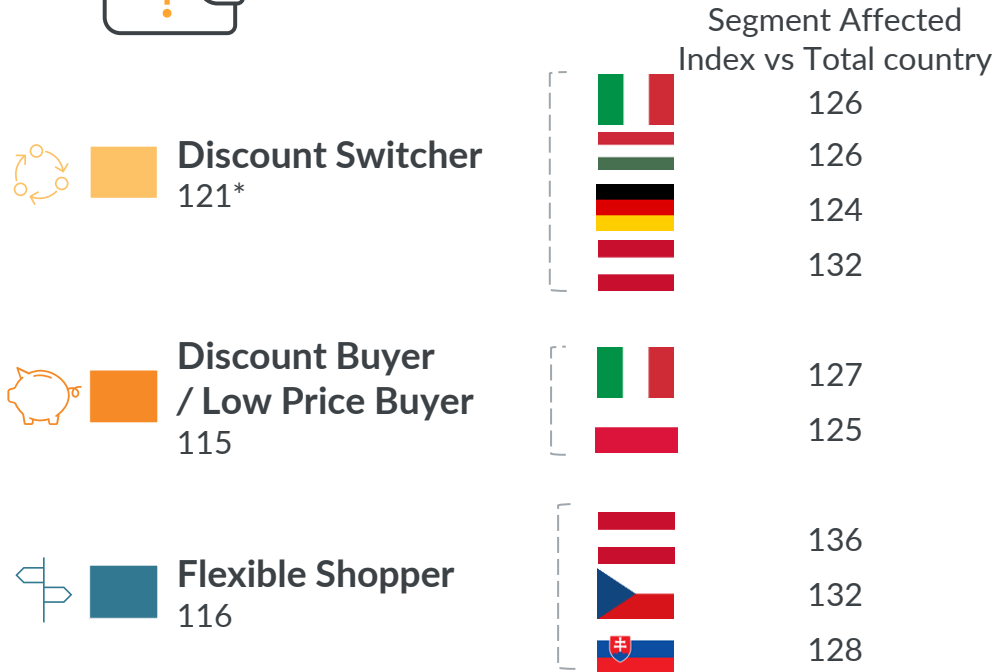 Segment Affected
Index vs Total country
Discount Switcher
121*
126
126
124
132
Discount Buyer
/ Low Price Buyer
115
127
125
Flexible Shopper
116
136
132
128